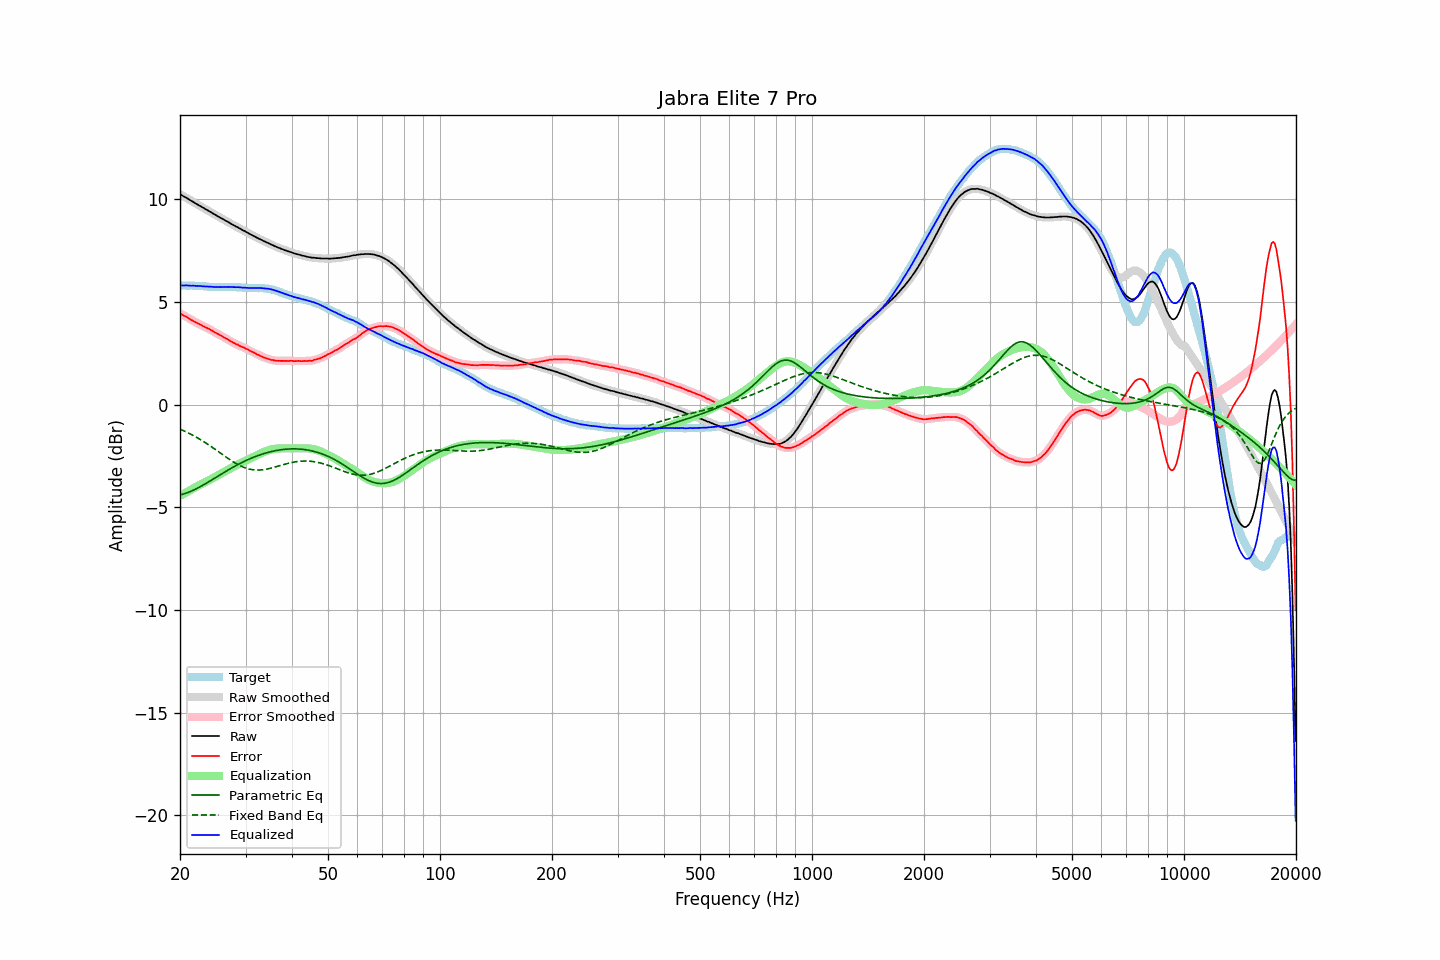 Jabra Elite 7 Pro
Amplitude (dBr)
10
5
0
−5
−10
−15
−20
Target
Raw Smoothed
Error Smoothed
Raw
Error
Equalization
Parametric Eq
Fixed Band Eq
Equalized
20 50 100 200 500 1000 2000 5000 10000 20000
Frequency (Hz)